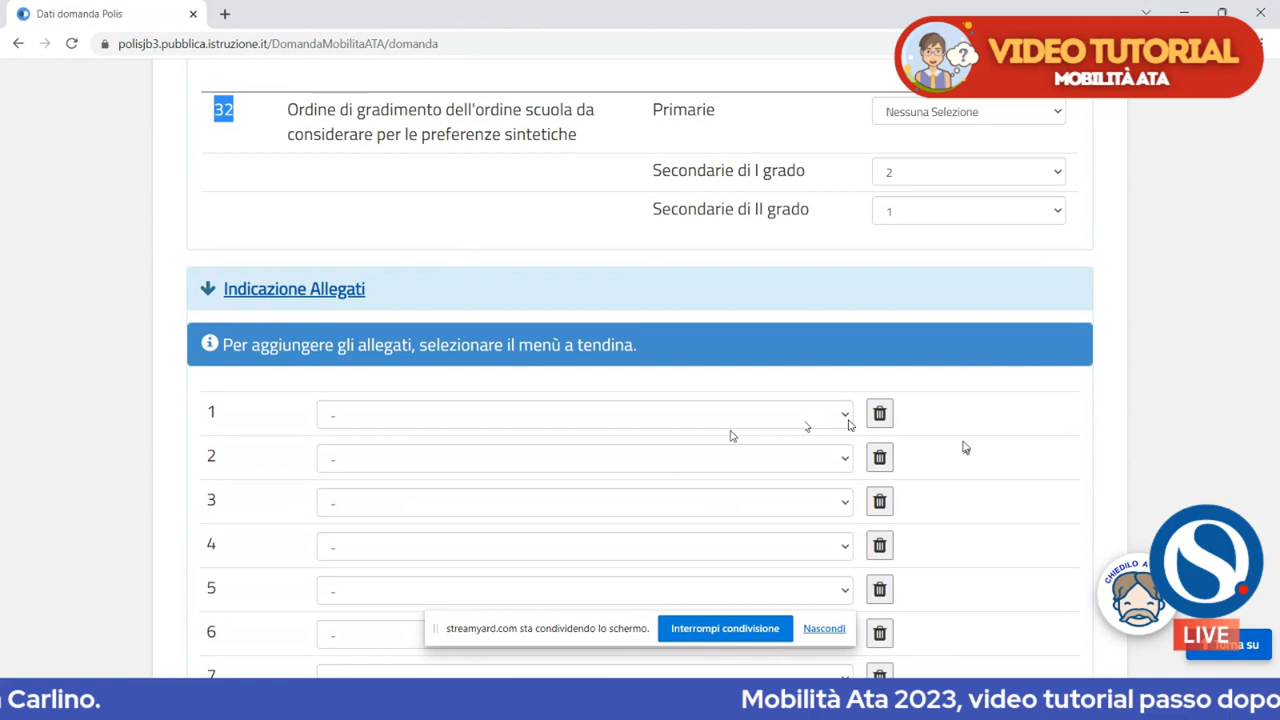 Dati domanda Polis
polisjb3.pubblica.istruzione.it/DomandaMobilitaATA/domanda
VIDEO TUTORIAL
MOBILITÀ ATA
32
Ordine di gradimento dell'ordine scuola da
considerare per le preferenze sintetiche
Primarie
Nessuna Selezione
Secondarie di I grado
2
Secondarie di II grado
1
Indicazione Allegati
Per aggiungere gli allegati, selezionare il menù a tendina.
1
-
2
-
3
-
4
-
5
-
6
-
7
streamyard.com sta condividendo lo schermo.
Interrompi condivisione
Nascondi
CHIEDILO A
S
LIVE
su
Carlino.
Mobilità Ata 2023, video tutorial passo dopo